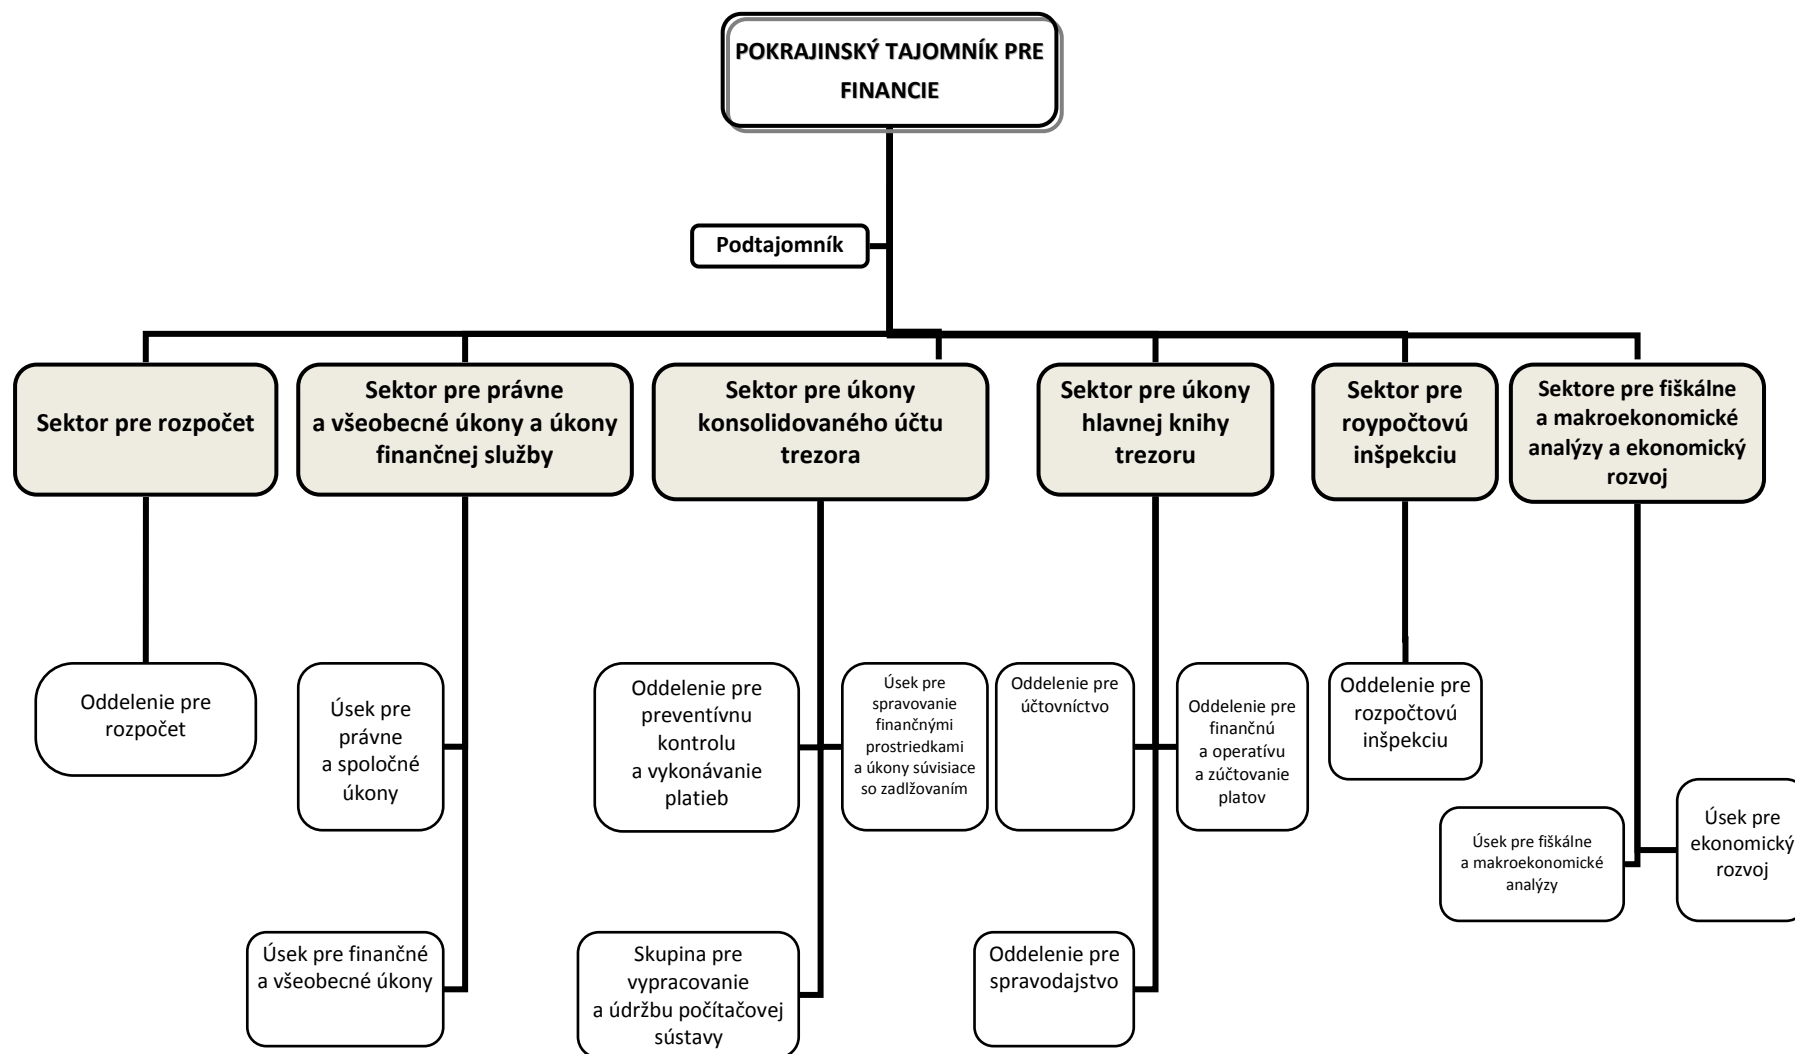 POKRAJINSKÝ TAJOMNÍK PRE
FINANCIE
Podtajomník
Sektor pre rozpočet
Sektor pre právne
a všeobecné úkony a úkony
finančnej služby
Sektor pre úkony
konsolidovaného účtu
trezora
Sektor pre úkony
hlavnej knihy
trezoru
Sektor pre
roypočtovú
inšpekciu
Sektore pre fiškálne
a makroekonomické
analýzy a ekonomický
rozvoj
Oddelenie pre
rozpočet
Úsek pre
právne
a spoločné
úkony
Oddelenie pre
preventívnu
kontrolu
a vykonávanie
platieb
Úsek pre
spravovanie
finančnými
prostriedkami
a úkony súvisiace
so zadlžovaním
Oddelenie pre
účtovníctvo
Oddelenie pre
finančnú
a operatívu
a zúčtovanie
platov
Oddelenie pre
rozpočtovú
inšpekciu
Úsek pre fiškálne
a makroekonomické
analýzy
Úsek pre
ekonomický
rozvoj
Úsek pre finančné
a všeobecné úkony
Skupina pre
vypracovanie
a údržbu počítačovej
sústavy
Oddelenie pre
spravodajstvo